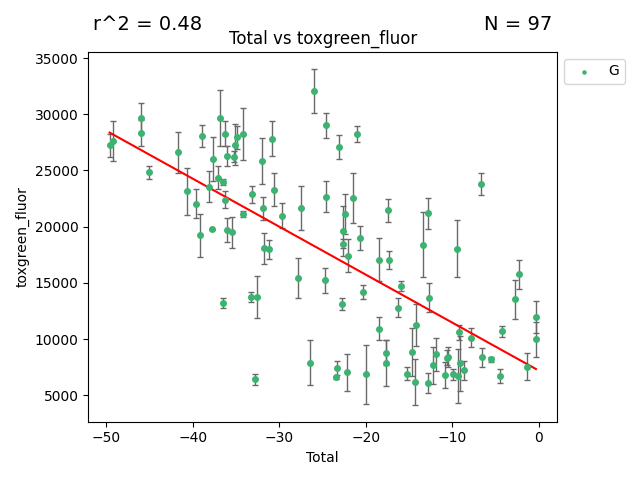 r^2 = 0.48
N = 97
Total vs toxgreen_fluor
G
35000
30000
25000
20000
15000
10000
5000
toxgreen_fluor
−50
−40
−30
−20
−10
0
Total